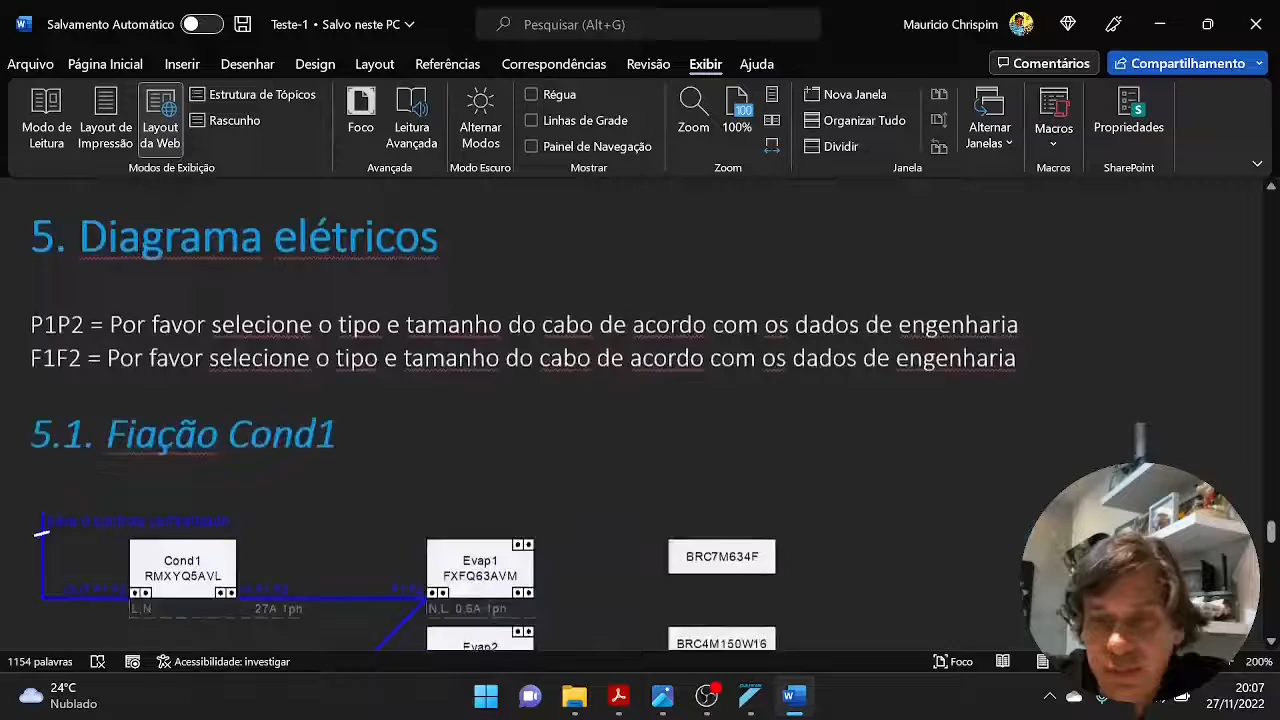 Salvamento Automático
Teste-1 • Salvo neste PC
Pesquisar (Alt+G)
Mauricio Chrispim
Arquivo
Página Inicial
Inserir
Desenhar
Design
Layout
Referências
Correspondências
Revisão
Exibir
Ajuda
Comentários
Compartilhamento
Modo de Leitura
Layout de Impressão
Layout da Web
Estrutura de Tópicos
Rascunho
Modos de Exibição
Foco
Leitura Avançada
Avançada
Alternar Modos
Modo Escuro
Régua
Linhas de Grade
Painel de Navegação
Mostrar
Zoom
100
100%
Zoom
Nova Janela
Organizar Tudo
Dividir
Alternar Janelas
Janela
Macros
Macros
Propriedades
SharePoint
5. Diagrama elétricos
P1P2 = Por favor selecione o tipo e tamanho do cabo de acordo com os dados de engenharia
F1F2 = Por favor selecione o tipo e tamanho do cabo de acordo com os dados de engenharia
5.1. Fiação Cond1
Cond1
RMXYQ5AVL
L,N
27A 1ph
Evap1
FXFQ63AVM
N,L 0,5A 1ph
BRC7M634F
Evap2
BRC4M150W16
1154 palavras
Acessibilidade: investigar
Foco
200%
24°C
Nublado
DAIKIN
20:07
27/11/2022